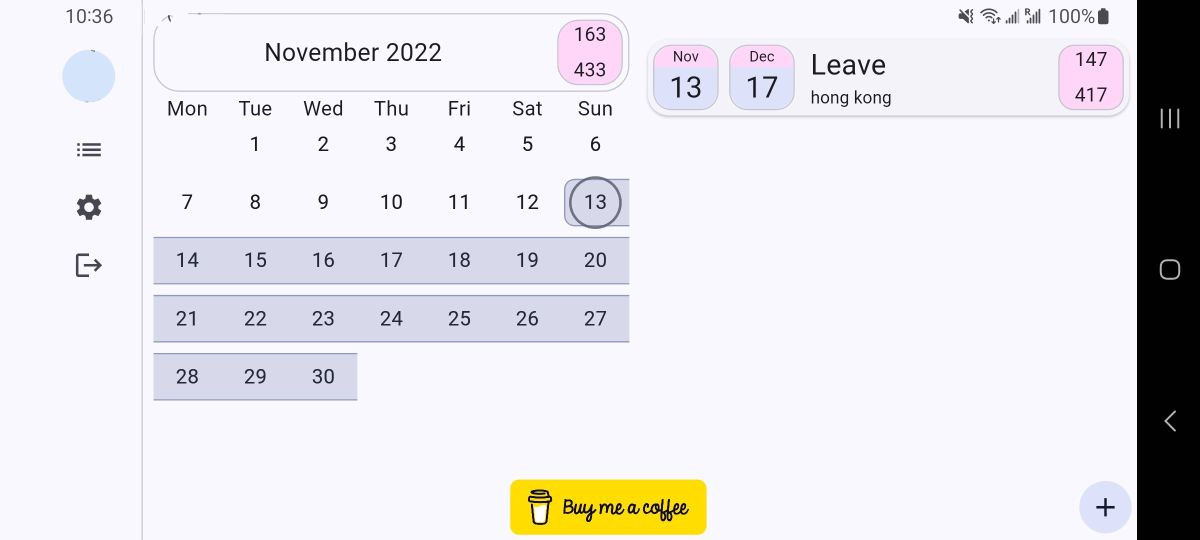 10:36
R
100%
November 2022
163
433
Mon Tue Wed Thu Fri Sat Sun
1 2 3 4 5 6
7 8 9 10 11 12 13
14 15 16 17 18 19 20
21 22 23 24 25 26 27
28 29 30
Nov
13
Dec
17
Leave
hong kong
147
417
Buy me a coffee